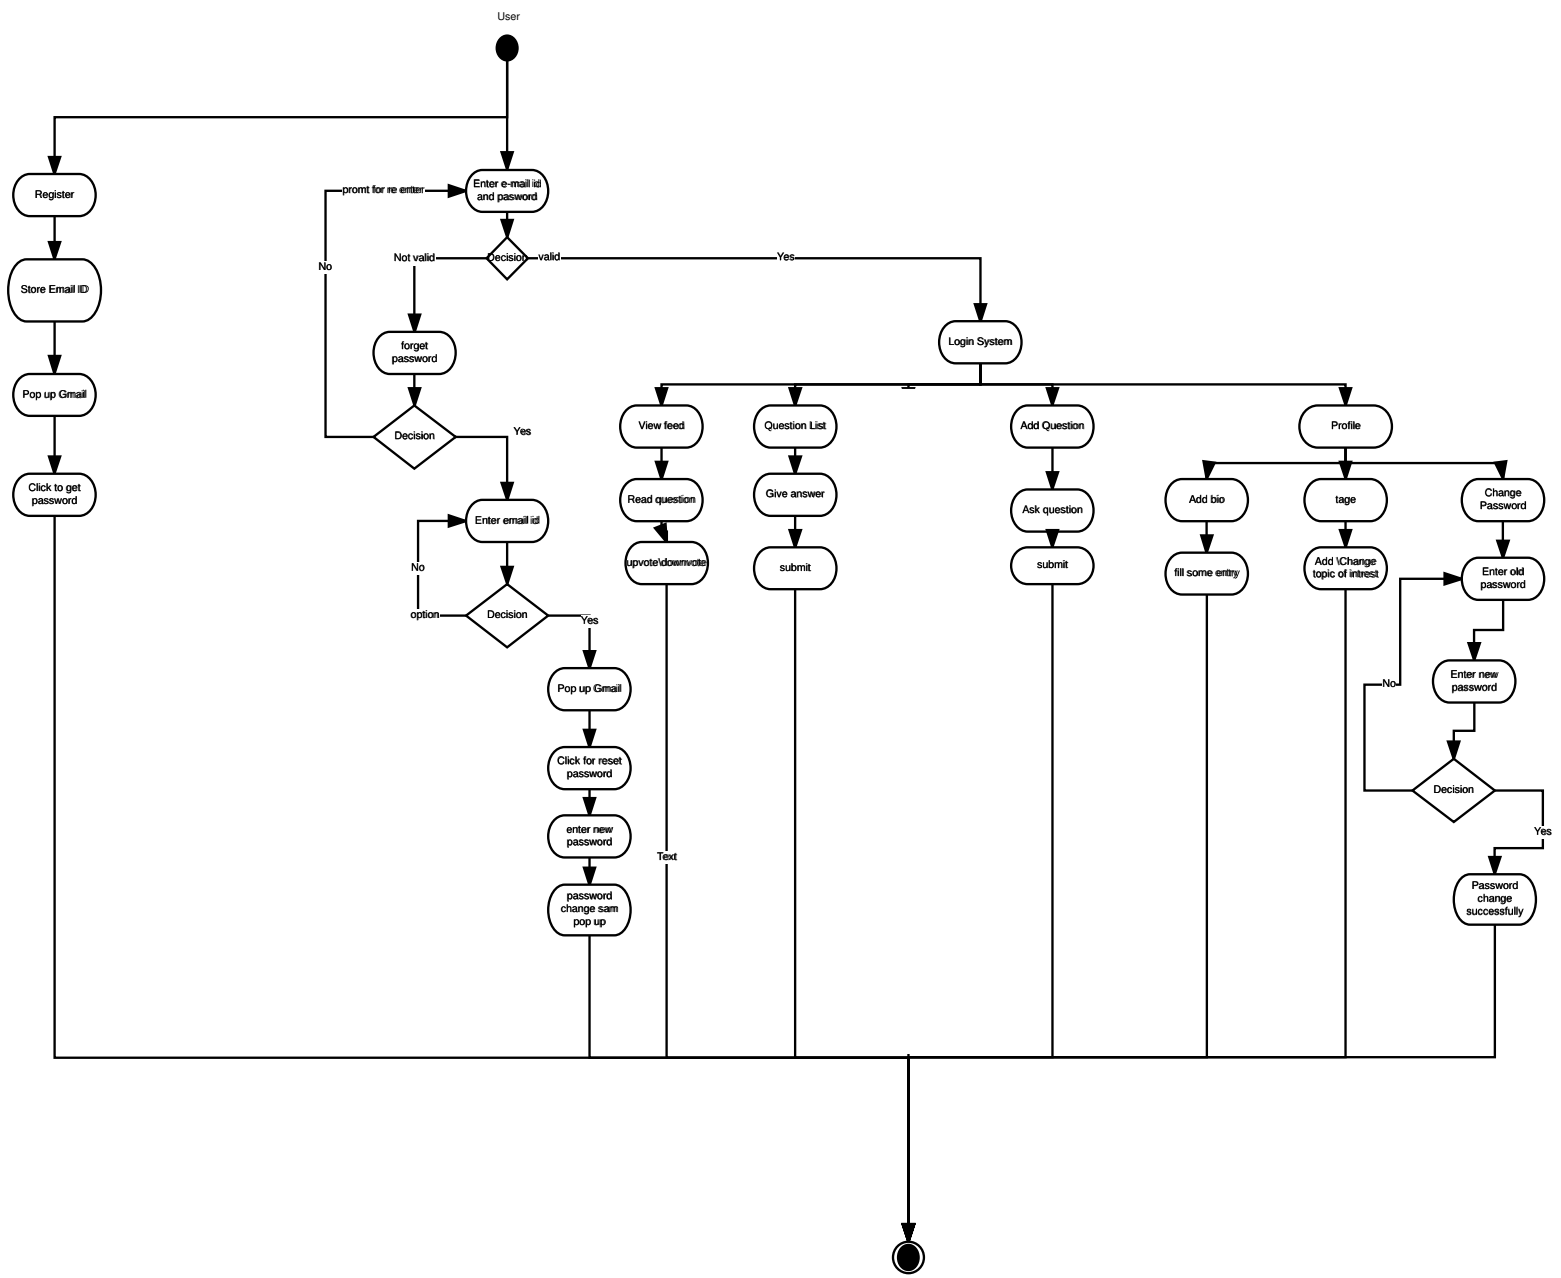 User
promt for re enter
Enter e-mail id
and pasword
Register
Not valid
Decision
valid
Yes
No
Store Email ID
forget
password
Login System
Pop up Gmail
Decision
Yes
View feed
Question List
Add Question
Profile
Click to get
password
Enter email id
Read question
Give answer
Ask question
Add bio
tage
Change
Password
No
upvote\downvote
submit
submit
fill some entry
Add \Change
topic of intrest
Enter old
password
option
Decision
Yes
Pop up Gmail
No
Enter new
password
Click for reset
password
Decision
enter new
password
Yes
Text
password
change sam
pop up
Password
change
successfully